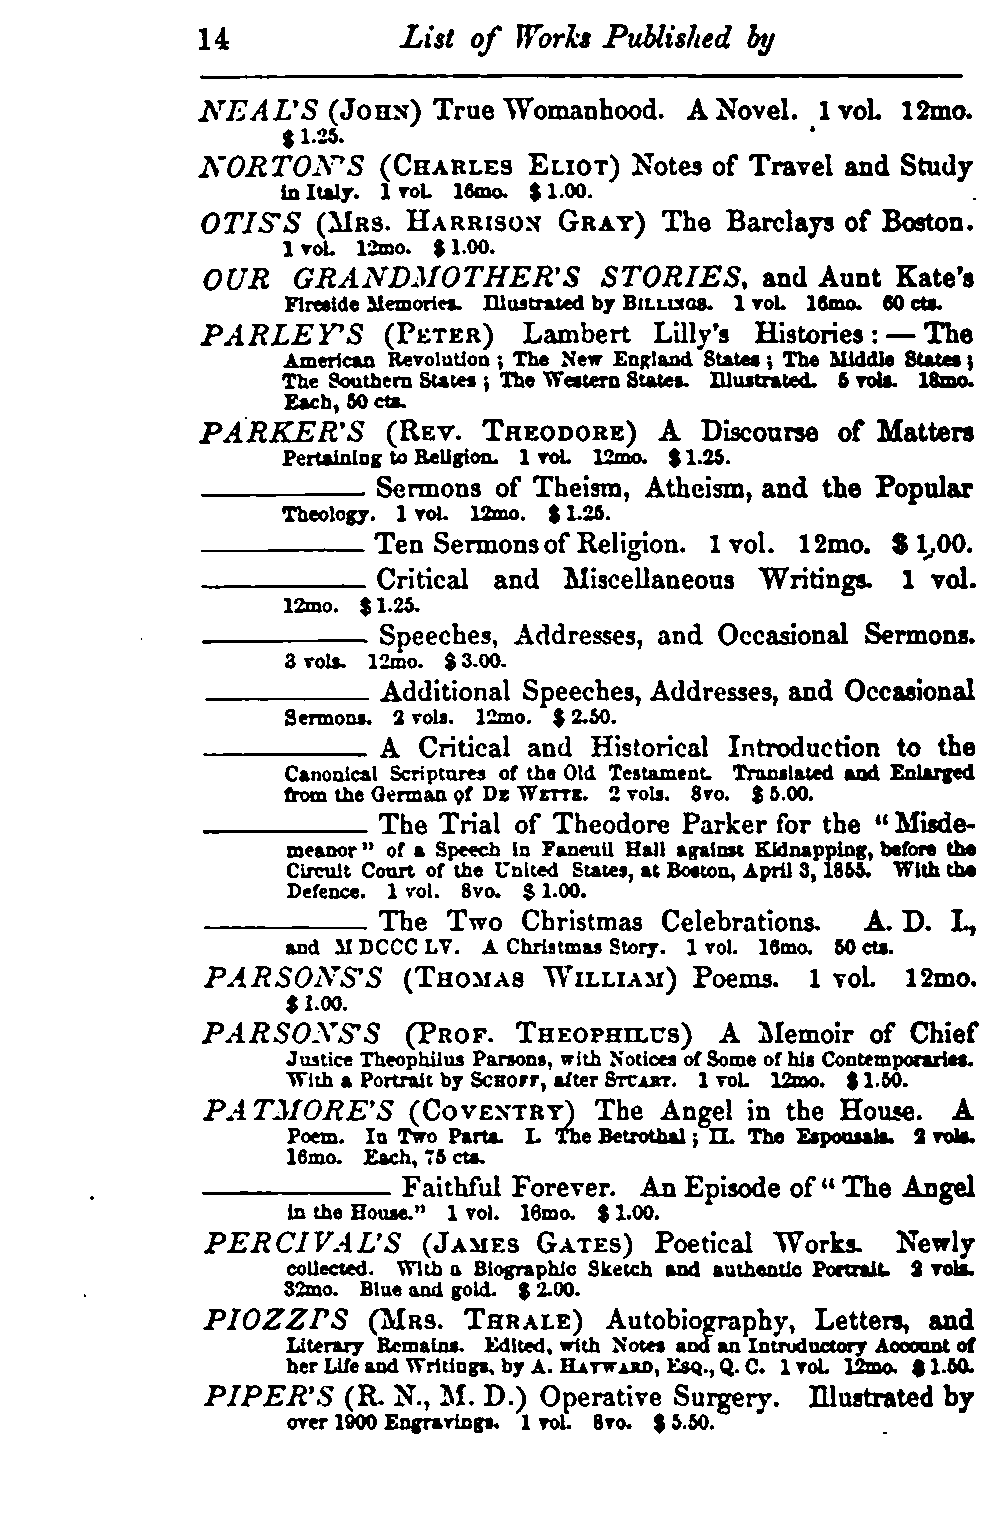 14 List of Works Published by
NEAL'S (JOHN) True Womanhood. A Novel. 1 vol. 12mo.
$ 1.25.
NORTON'S (CHARLES ELIOT) Notes of Travel and Study
in Italy. 1 vol. 16mo. $ 1.00.
OTIS'S (MRS. HARRISON GRAY) The Barclays of Boston.
1 vol. 12mo. $ 1.00.
OUR GRANDMOTHER'S STORIES, and Aunt Kate's
Fireside Memories. Illustrated by BILLINGS. 1 vol. 16mo. 60 cts.
PARLEY'S (PETER) Lambert Lilly's Histories: — The
American Revolution; The New England States; The Middle States;
The Southern States; The Western States. Illustrated. 5 vols. 18mo.
Each, 50 cts.
PARKER'S (REV. THEODORE) A Discourse of Matters
Pertaining to Religion. 1 vol. 12mo. $ 1.25.
———— Sermons of Theism, Atheism, and the Popular
Theology. 1 vol. 12mo. $ 1.25.
———— Ten Sermons of Religion. 1 vol. 12mo. $ 1.00.
———— Critical and Miscellaneous Writings. 1 vol.
12mo. $ 1.25.
———— Speeches, Addresses, and Occasional Sermons.
3 vols. 12mo. $ 3.00.
———— Additional Speeches, Addresses, and Occasional
Sermons. 2 vols. 12mo. $ 2.50.
———— A Critical and Historical Introduction to the
Canonical Scriptures of the Old Testament. Translated and Enlarged
from the German of DE WETTE. 2 vols. 8vo. $ 5.00.
———— The Trial of Theodore Parker for the "Misde-
meanor" of a Speech in Faneuil Hall against Kidnapping, before the
Circuit Court of the United States, at Boston, April 3, 1855. With the
Defence. 1 vol. 8vo. $ 1.00.
———— The Two Christmas Celebrations. A. D. I.,
and MDCCCLV. A Christmas Story. 1 vol. 16mo. 50 cts.
PARSONS'S (THOMAS WILLIAM) Poems. 1 vol. 12mo.
$ 1.00.
PARSONS'S (PROF. THEOPHILUS) A Memoir of Chief
Justice Theophilus Parsons, with Notices of Some of his Contemporaries.
With a Portrait by SCHOFF, after STUART. 1 vol. 12mo. $ 1.50.
PATMORE'S (COVENTRY) The Angel in the House. A
Poem. In Two Parts. I. The Betrothal; II. The Espousals. 2 vols.
16mo. Each, 75 cts.
———— Faithful Forever. An Episode of "The Angel
in the House." 1 vol. 16mo. $ 1.00.
PERCIVAL'S (JAMES GATES) Poetical Works. Newly
collected. With a Biographic Sketch and authentic Portrait. 2 vols.
32mo. Blue and gold. $ 2.00.
PIOZZI'S (MRS. THRALE) Autobiography, Letters, and
Literary Remains. Edited, with Notes and an Introductory Account of
her Life and Writings, by A. HAYWARD, ESQ., Q. C. 1 vol. 12mo. $ 1.50.
PIPER'S (R. N., M. D.) Operative Surgery. Illustrated by
over 1900 Engravings. 1 vol. 8vo. $ 5.50.